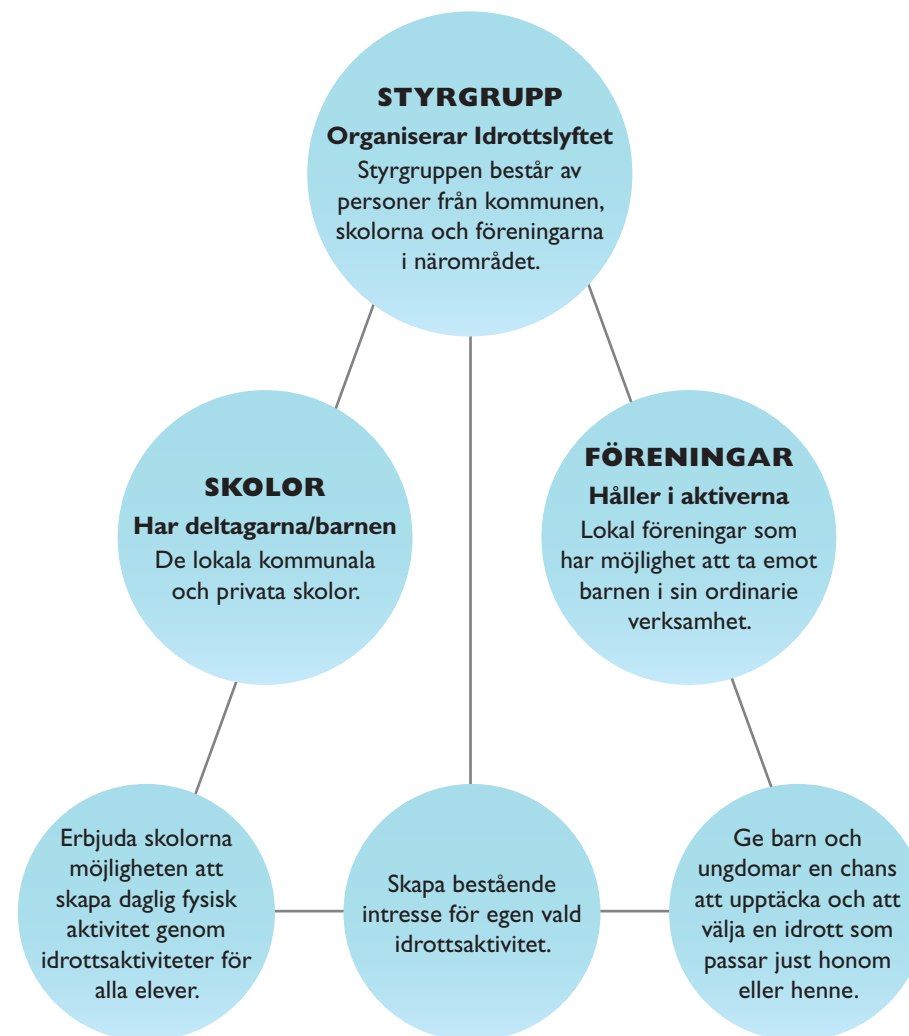 STYRGRUPP
Organiserar Idrottslyftet
Styrgruppen består av
personer från kommunen,
skolorna och föreningarna
i närområdet.
SKOLOR
Har deltagarna/barnen
De lokala kommunala
och privata skolor.
FÖRENINGAR
Håller i aktiverna
Lokal föreningar som
har möjlighet att ta emot
barnen i sin ordinarie
verksamhet.
Erbjuda skolorna
möjligheten att
skapa daglig fysisk
aktivitet genom
idrottsaktiviteter för
alla elever.
Skapa bestående
intresse för egen vald
idrottsaktivitet.
Ge barn och
ungdomar en chans
att upptäcka och att
välja en idrott som
passar just honom
eller henne.